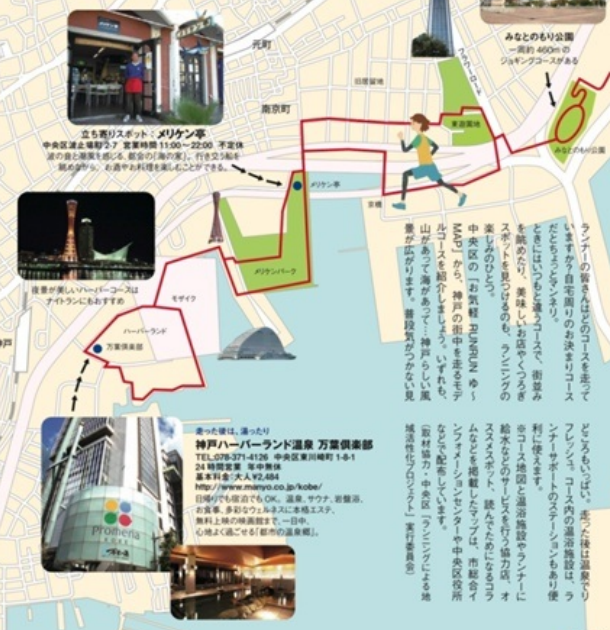 みなとのもり公園
一周約 460m の
ジョギングコースがある
元町
フラワーロード
旧居留地
南京町
東遊園地
みなとのもり公園
立ち寄りスポット：メリケン亭
中央区波止場町 2-7 営業時間 11:00～22:00 不定休
波の音と潮風を感じる、都会の「海の家」。行き交う船を
眺めながら、お酒やお料理を楽しむことができる。
メリケン亭
京橋
メリケンパーク
夜景が美しいハーバーコースは
ナイトランにもおすすめ
モザイク
ハーバーランド
万葉倶楽部
神戸
ランナーの皆さんはどのコースを走って
いますか？自宅周りのお決まりコース
だとちょっとマンネリ。
ときにはいつもと違うコースで、街並み
を眺めたり、美味しいお店やくつろぎ
スポットを見つけるのも、ランニングの
楽しみのひとつ。
中央区の「お気軽 RUNRUN ゆ〜
MAP」から、神戸の街中を走るモデ
ルコースを紹介しましょう。いずれも、
山があって海があって…神戸らしい風
景が広がります。普段気がつかない見
どころもいっぱい。走った後は温泉でリ
フレッシュ。コース内の温浴施設は、ラ
ンナーサポートのステーションもあり便
利に使えます。
※コース地図と温浴施設やランナーに
給水などのサービスを行う協力店、オ
ススメスポット、読んでためになるコラ
ムなどを掲載したマップは、市総合イ
ンフォメーションセンターや中央区役所
などで配布しています。
（取材協力・中央区「ランニングによる地
域活性化プロジェクト」実行委員会）
Promena
走った後は、湯ったり
神戸ハーバーランド温泉 万葉倶楽部
TEL:078-371-4126 中央区東川崎町 1-8-1
24 時間営業 年中無休
基本料金：大人¥2,484
http://www.manyo.co.jp/kobe/
日帰りでも宿泊でも OK。温泉、サウナ、岩盤浴、
お食事、多彩なウェルネスに本格エステ、
無料上映の映画館まで、一日中、
心地よく過ごせる「都市の温泉郷」。